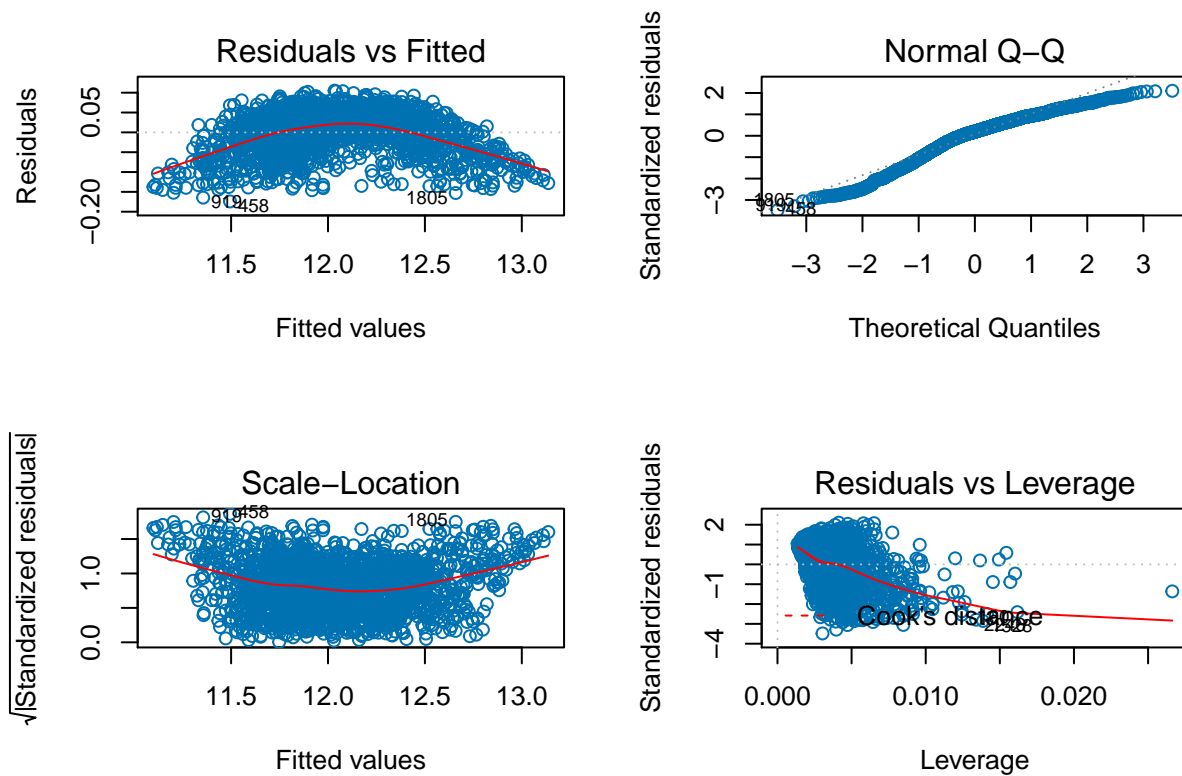 Residuals vs Fitted
Residuals
0.05
−0.20
919
458
1805
11.5 12.0 12.5 13.0
Fitted values
Normal Q−Q
Standardized residuals
2
0
−3
1805
919
458
−3 −2 −1 0 1 2 3
Theoretical Quantiles
Scale−Location
√|Standardized residuals|
1.0
0.0
919
458
1805
11.5 12.0 12.5 13.0
Fitted values
Residuals vs Leverage
Standardized residuals
2
−1
−4
Cook's distance
0.000 0.010 0.020
Leverage